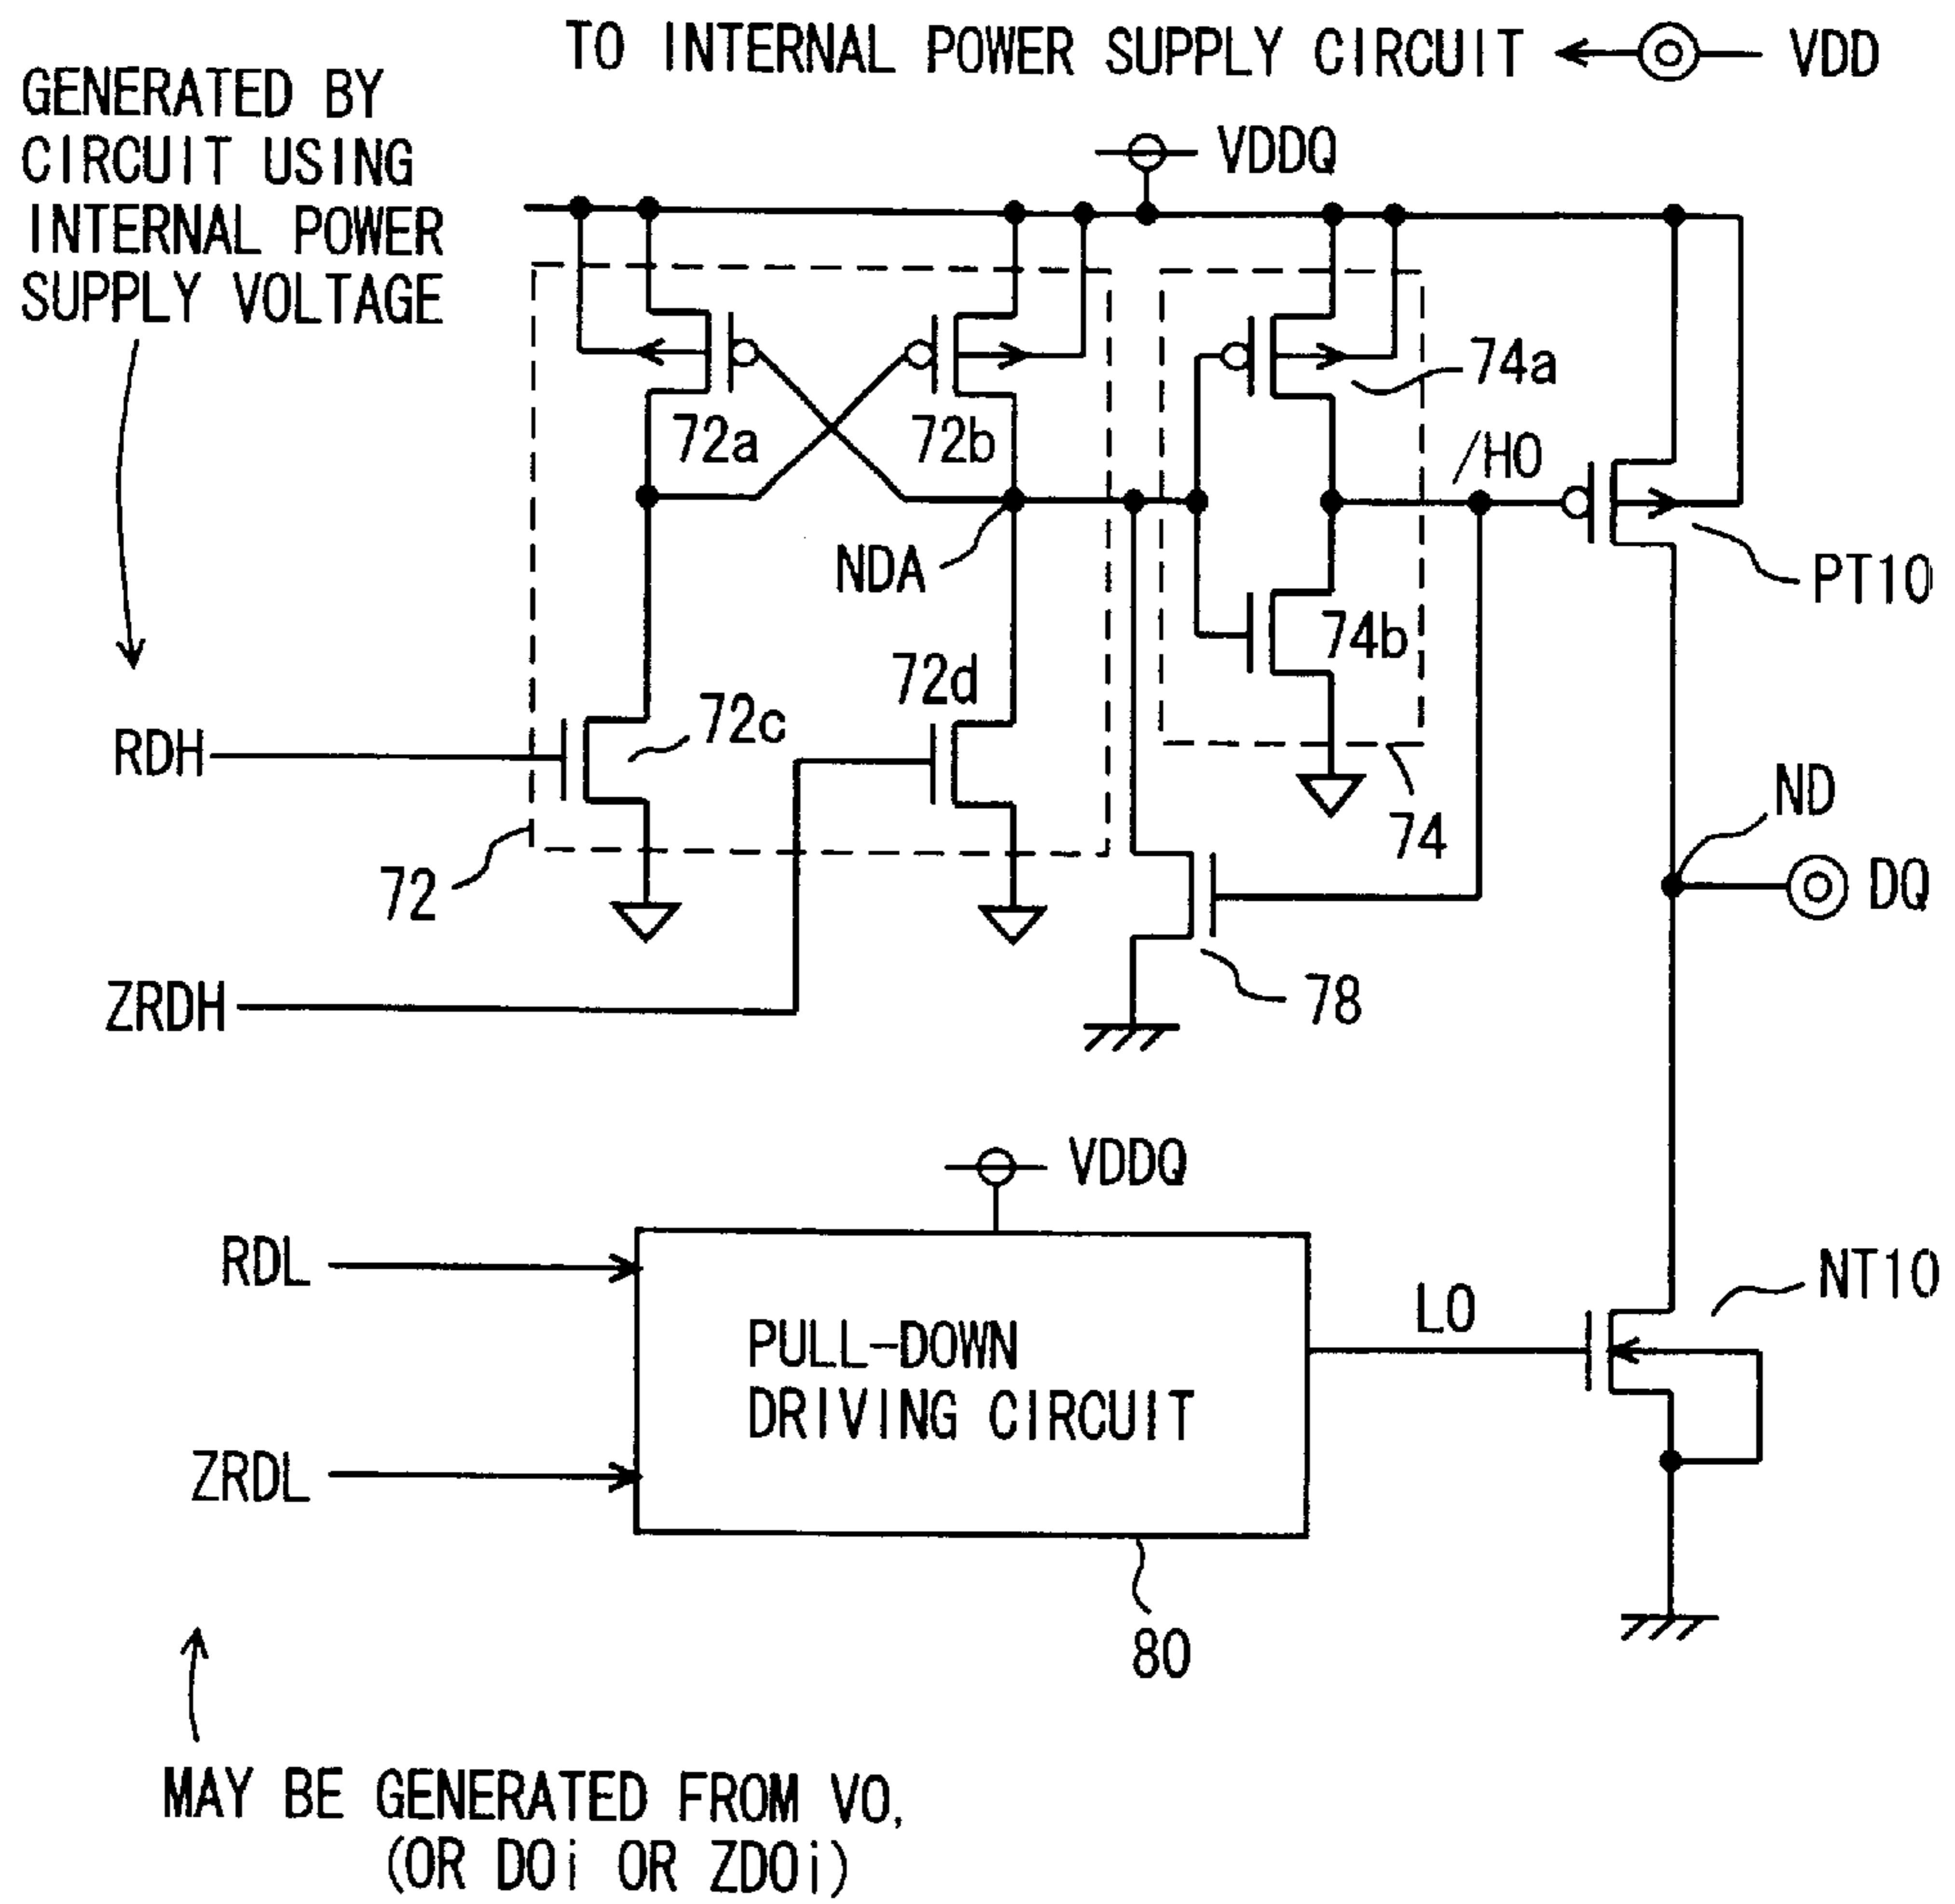 TO INTERNAL POWER SUPPLY CIRCUIT
VDD
GENERATED BY
CIRCUIT USING
INTERNAL POWER
SUPPLY VOLTAGE
VDDQ
74a
72a
72b
/HO
NDA
PT10
74b
72d
72c
RDH
ND
74
72
DQ
78
ZRDH
VDDQ
RDL
NT10
LO
PULL-DOWN
DRIVING CIRCUIT
ZRDL
80
MAY BE GENERATED FROM VO,
(OR DOi OR ZDOi)